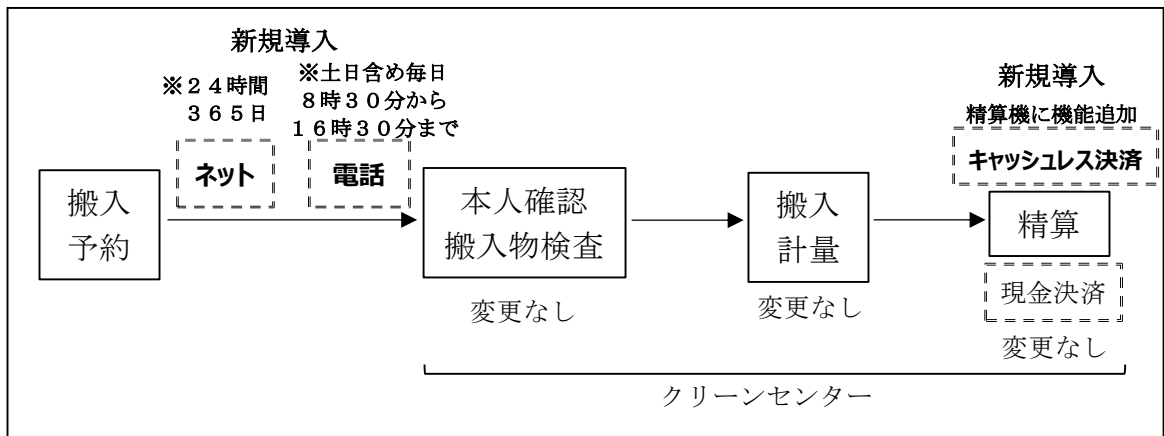 新規導入
※２４時間
３６５日
※土日含め毎日
８時３０分から
１６時３０分まで
ネット
電話
搬入
予約
本人確認
搬入物検査
変更なし
搬入
計量
変更なし
新規導入
精算機に機能追加
キャッシュレス決済
精算
現金決済
変更なし
クリーンセンター